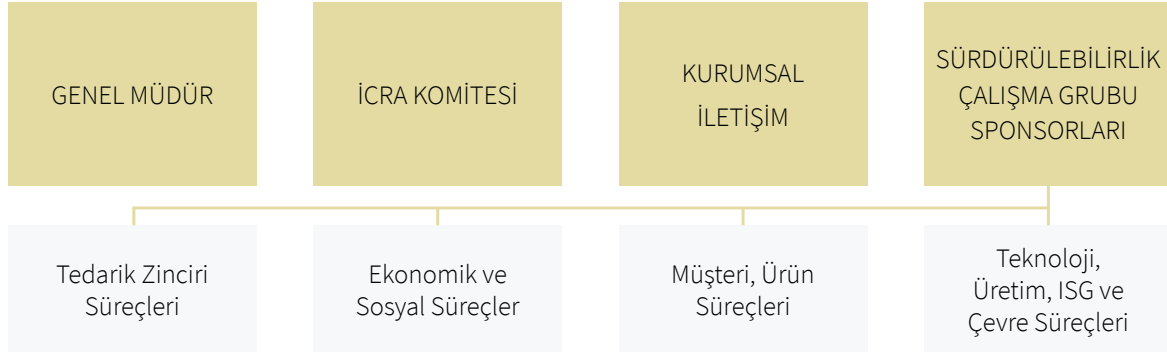 GENEL MÜDÜR
İCRA KOMİTESİ
KURUMSAL
İLETİŞİM
SÜRDÜRÜLEBİLİRLİK
ÇALIŞMA GRUBU
SPONSORLARI
Tedarik Zinciri
Süreçleri
Ekonomik ve
Sosyal Süreçler
Müşteri, Ürün
Süreçleri
Teknoloji,
Üretim, ISG ve
Çevre Süreçleri